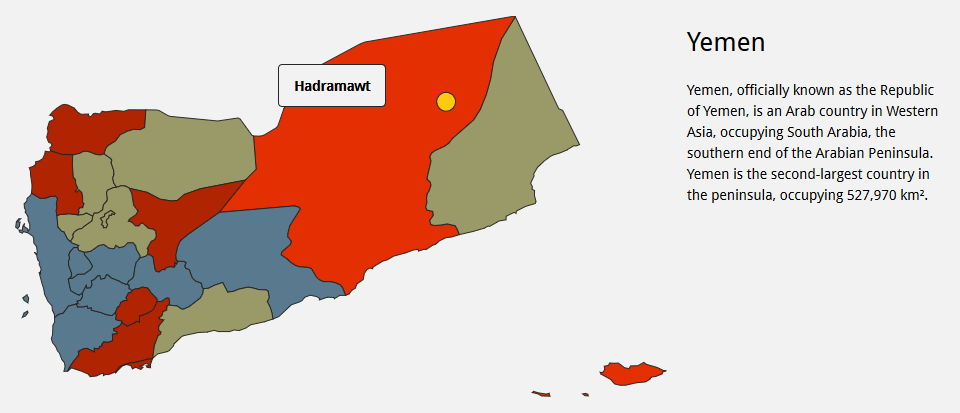 Yemen
Hadramawt
Yemen, officially known as the Republic
of Yemen, is an Arab country in Western
Asia, occupying South Arabia, the
southern end of the Arabian Peninsula.
Yemen is the second-largest country in
the peninsula, occupying 527,970 km².